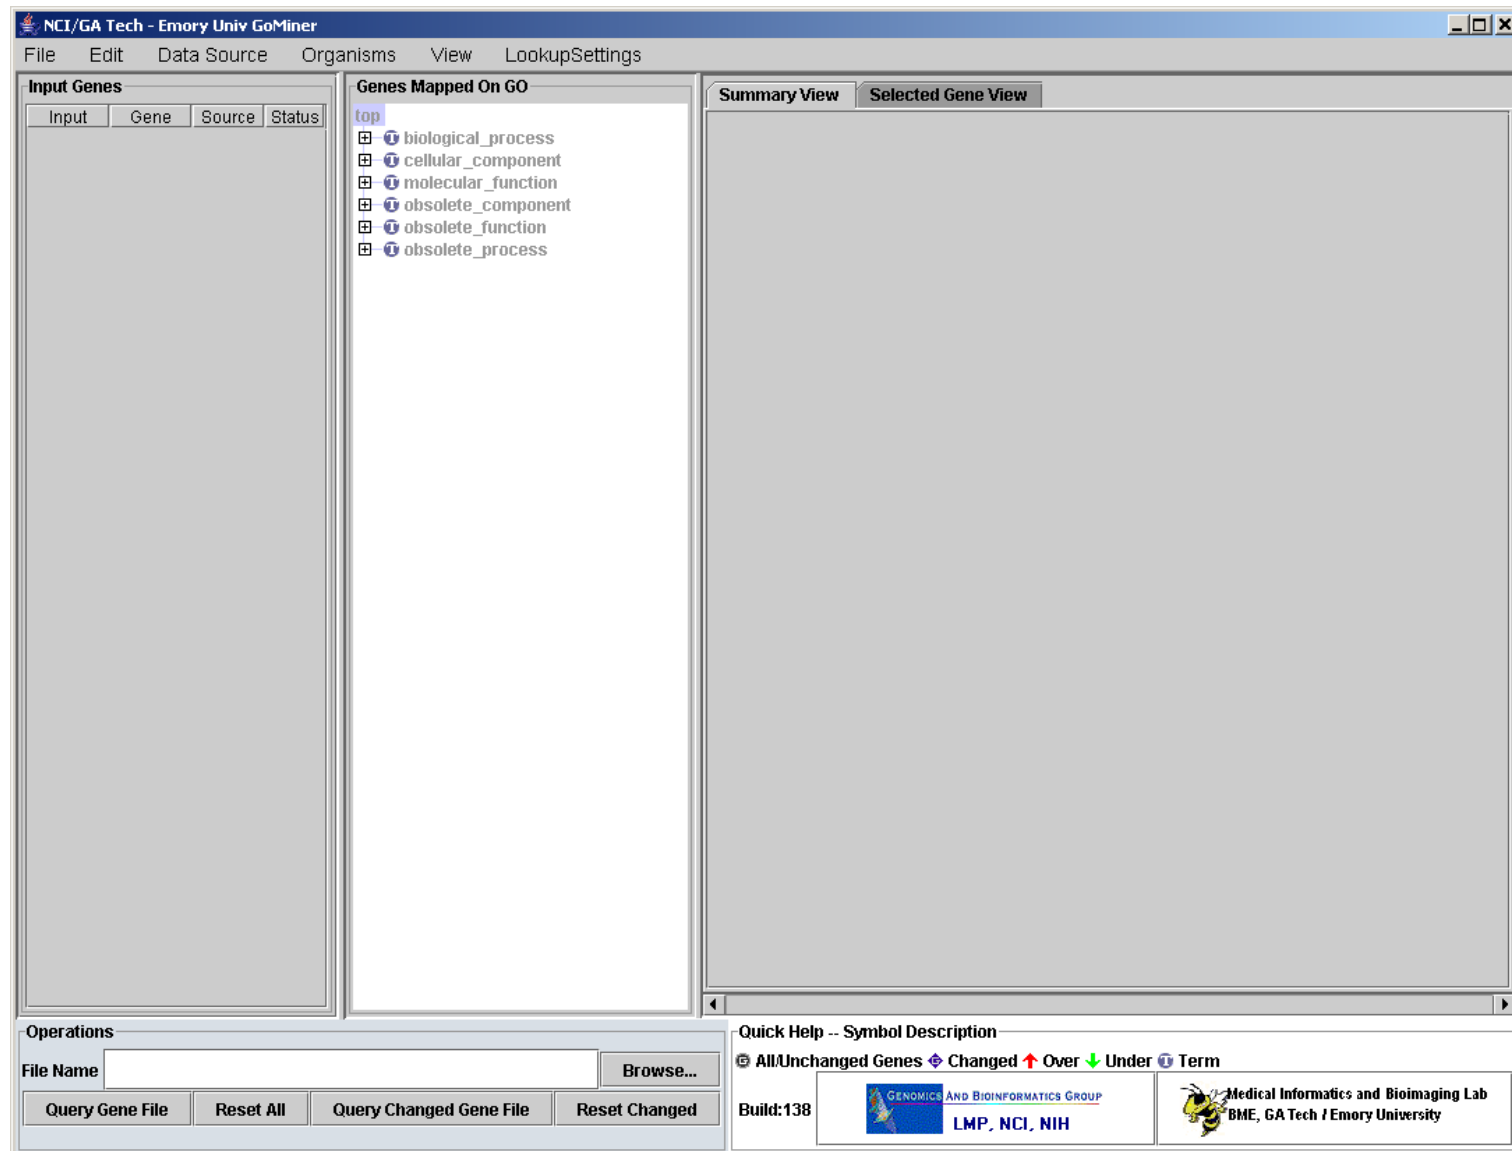 NCI/GA Tech - Emory Univ GoMiner
File Edit Data Source Organisms View LookupSettings
Input Genes
Input Gene Source Status
Genes Mapped On GO
top
biological_process
cellular_component
molecular_function
obsolete_component
obsolete_function
obsolete_process
Summary View Selected Gene View
Operations
File Name Browse...
Query Gene File Reset All Query Changed Gene File Reset Changed
Quick Help -- Symbol Description
G All/Unchanged Genes G Changed Over Under T Term
Build:138
GENOMICS AND BIOINFORMATICS GROUP
LMP, NCI, NIH
Medical Informatics and Bioimaging Lab
BME, GA Tech / Emory University